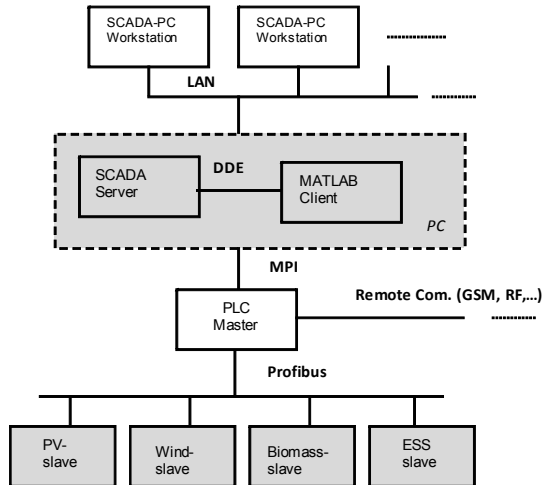 SCADA-PC
Workstation
SCADA-PC
Workstation
LAN
SCADA
Server
DDE
MATLAB
Client
PC
MPI
PLC
Master
Remote Com. (GSM, RF,...)
Profibus
PV-
slave
Wind-
slave
Biomass-
slave
ESS
slave